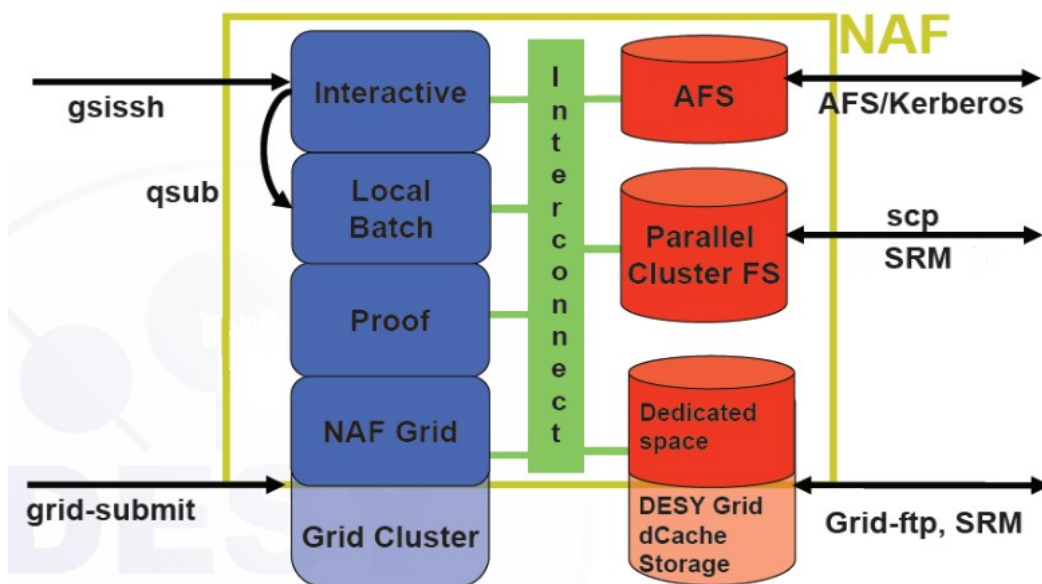 NAF
gsissh
Interactive
I
n
t
e
r
c
o
n
n
e
c
t
AFS
AFS/Kerberos
qsub
Local
Batch
Parallel
Cluster FS
scp
SRM
Proof
NAF Grid
Dedicated
space
grid-submit
Grid Cluster
DESY Grid
dCache
Storage
Grid-ftp, SRM
DESY